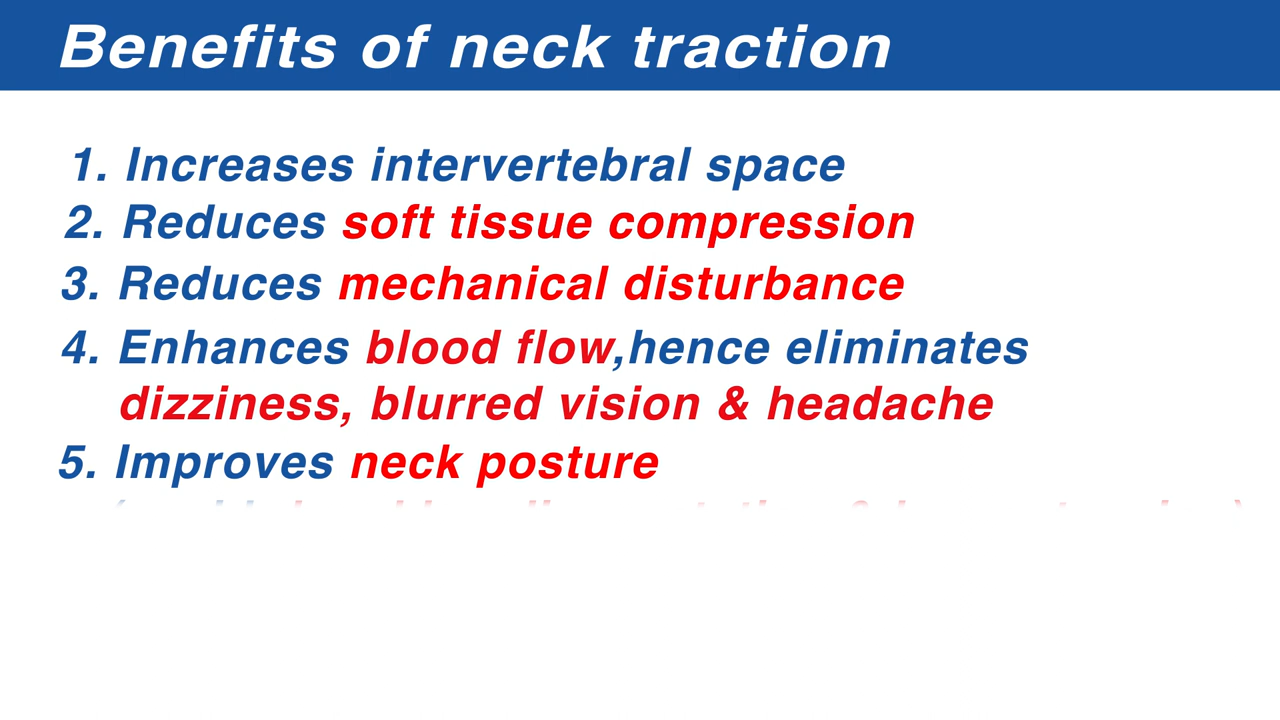 Benefits of neck traction
1. Increases intervertebral space
2. Reduces soft tissue compression
3. Reduces mechanical disturbance
4. Enhances blood flow,hence eliminates
dizziness, blurred vision & headache
5. Improves neck posture